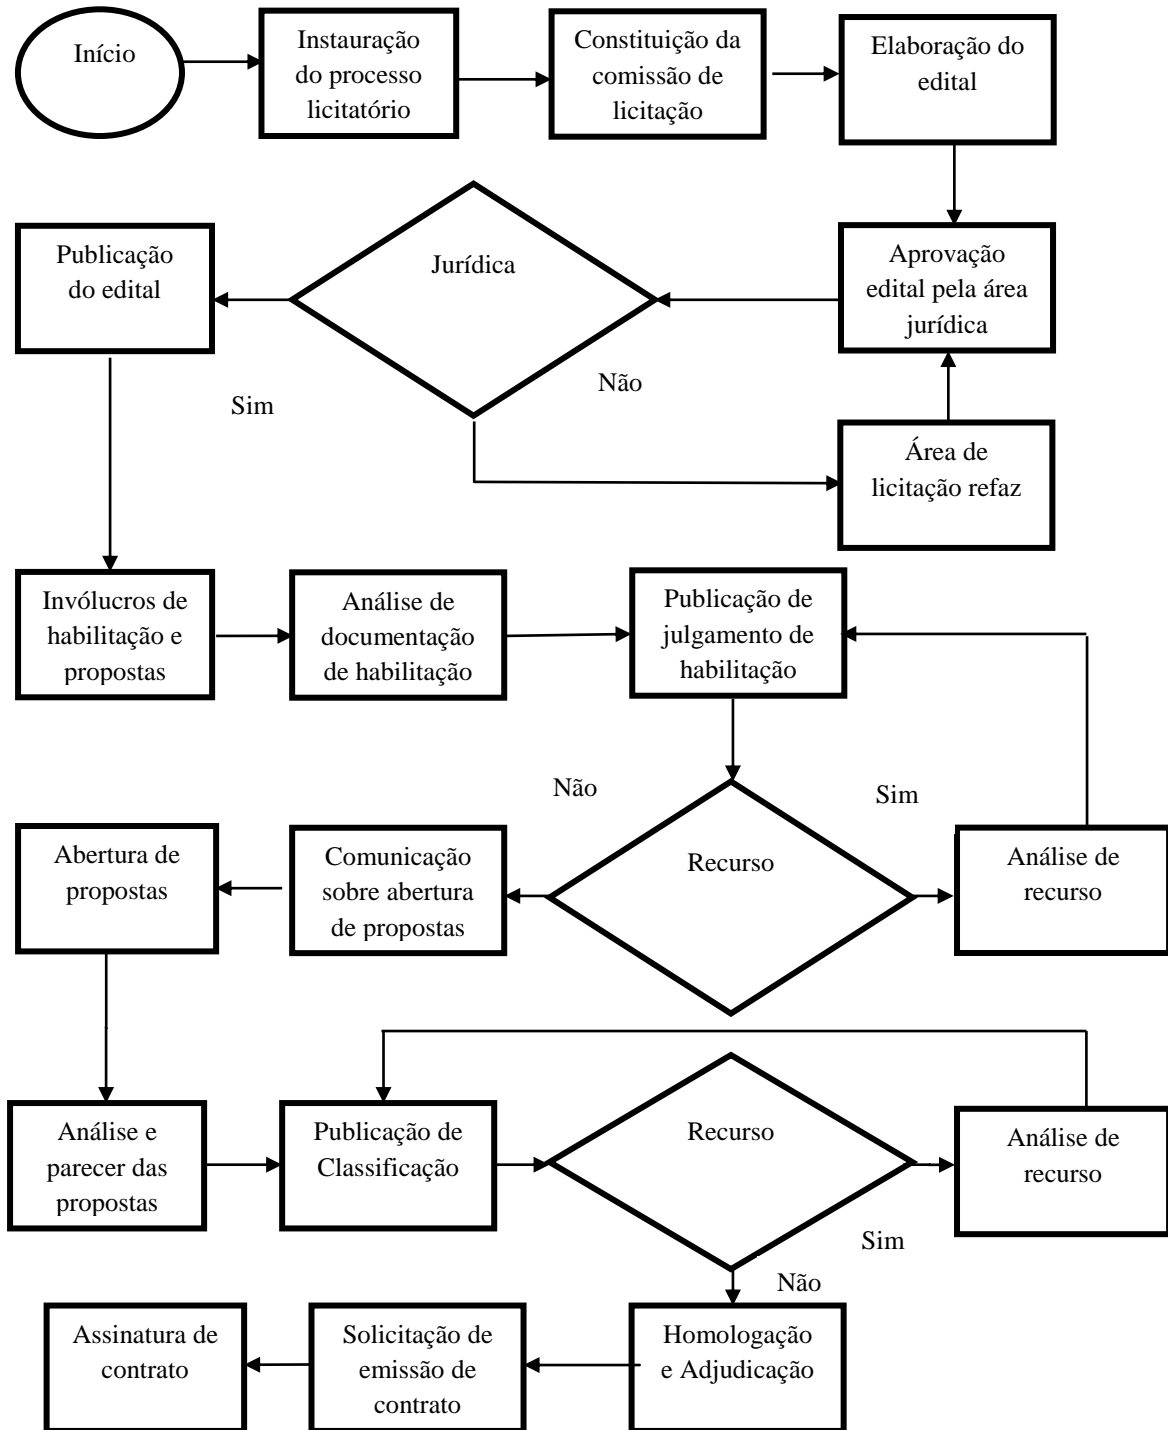 Início
Instauração
do processo
licitatório
Constituição da
comissão de
licitação
Elaboração do
edital
Publicação
do edital
Jurídica
Aprovação
edital pela área
jurídica
Não
Sim
Área de
licitação refaz
Invólucros de
habilitação e
propostas
Análise de
documentação
de habilitação
Publicação de
julgamento de
habilitação
Não
Sim
Abertura de
propostas
Comunicação
sobre abertura
de propostas
Recurso
Análise de
recurso
Análise e
parecer das
propostas
Publicação de
Classificação
Recurso
Análise de
recurso
Sim
Não
Assinatura de
contrato
Solicitação de
emissão de
contrato
Homologação
e Adjudicação